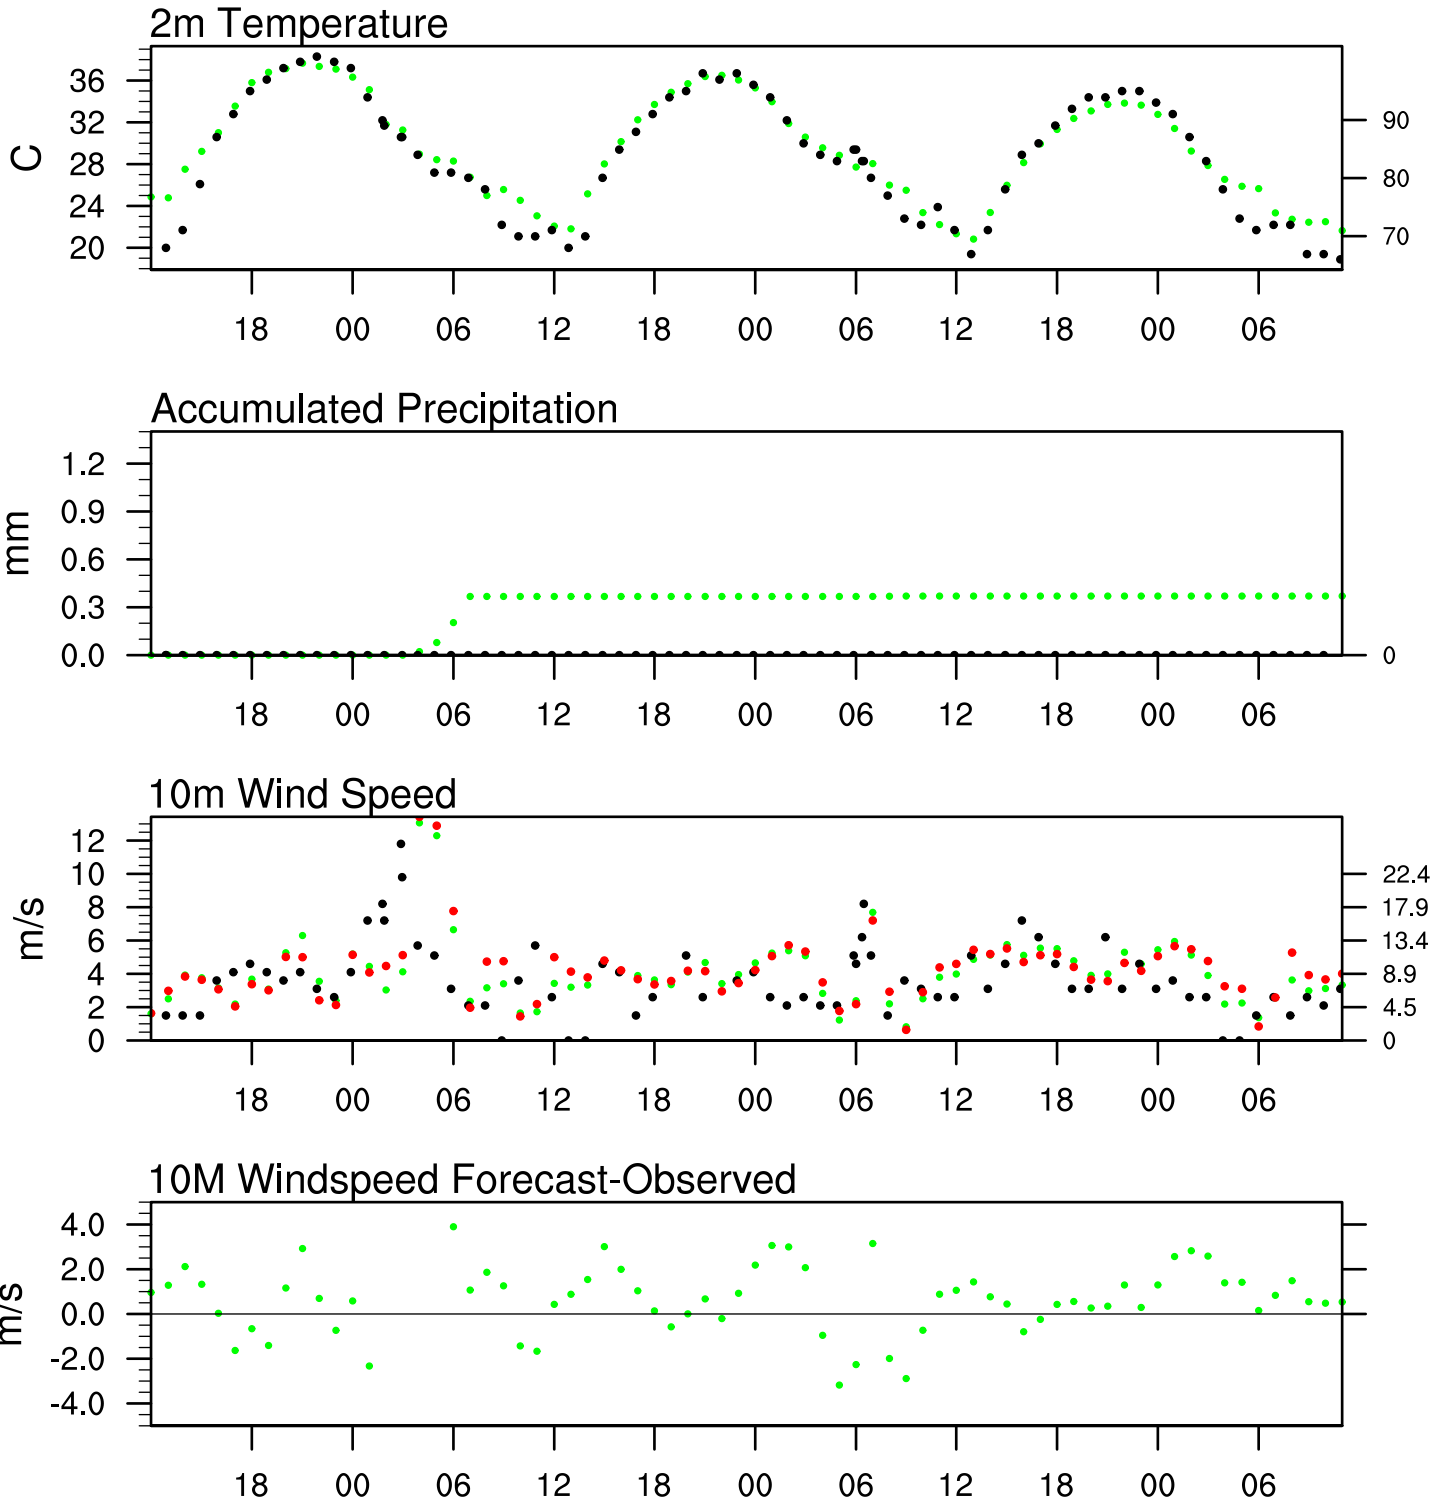 2m Temperature
36
32
90
28
C
80
24
20
70
18 00 06 12 18 00 06 12 18 00 06
Accumulated Precipitation
1.2
0.9
mm
0.6
0.3
0.0 0
18 00 06 12 18 00 06 12 18 00 06
10m Wind Speed
12
10 22.4
8 17.9
m/s
6 13.4
4 8.9
2 4.5
0 0
18 00 06 12 18 00 06 12 18 00 06
10M Windspeed Forecast-Observed
4.0
2.0
0.0
m/s
-2.0
-4.0
18 00 06 12 18 00 06 12 18 00 06